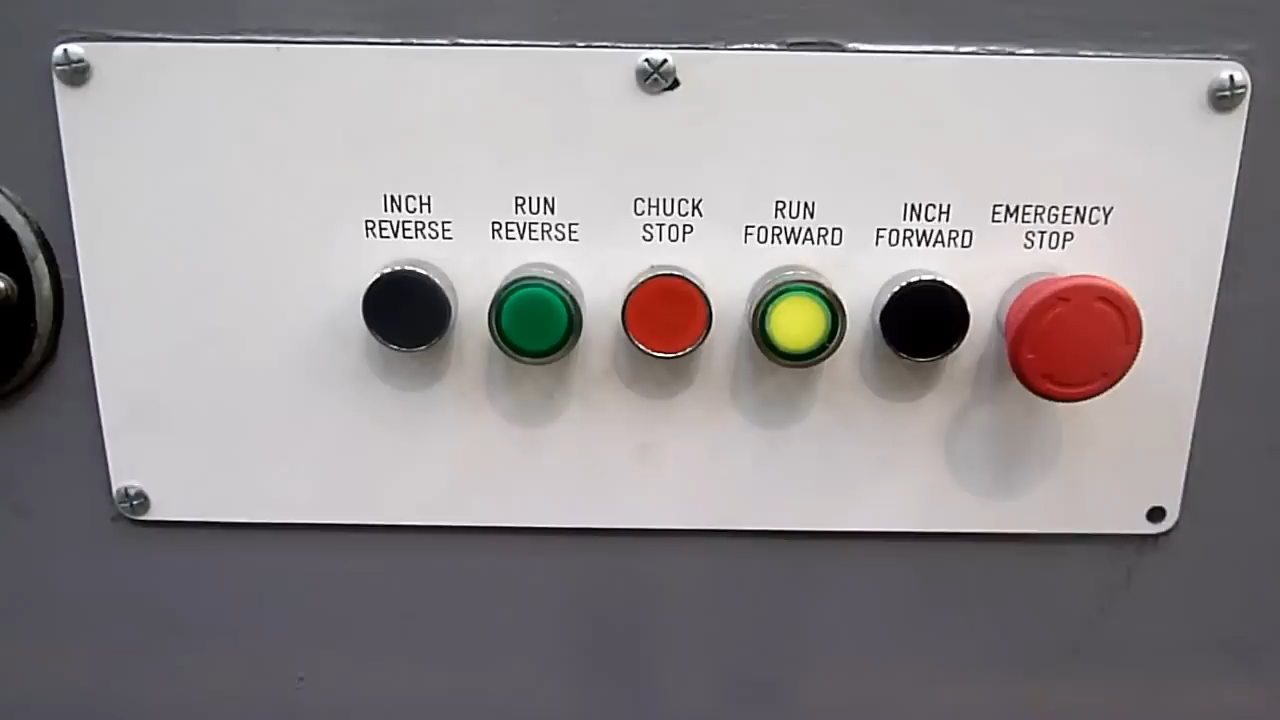 INCH
REVERSE
RUN
REVERSE
CHUCK
STOP
RUN
FORWARD
INCH
FORWARD
EMERGENCY
STOP